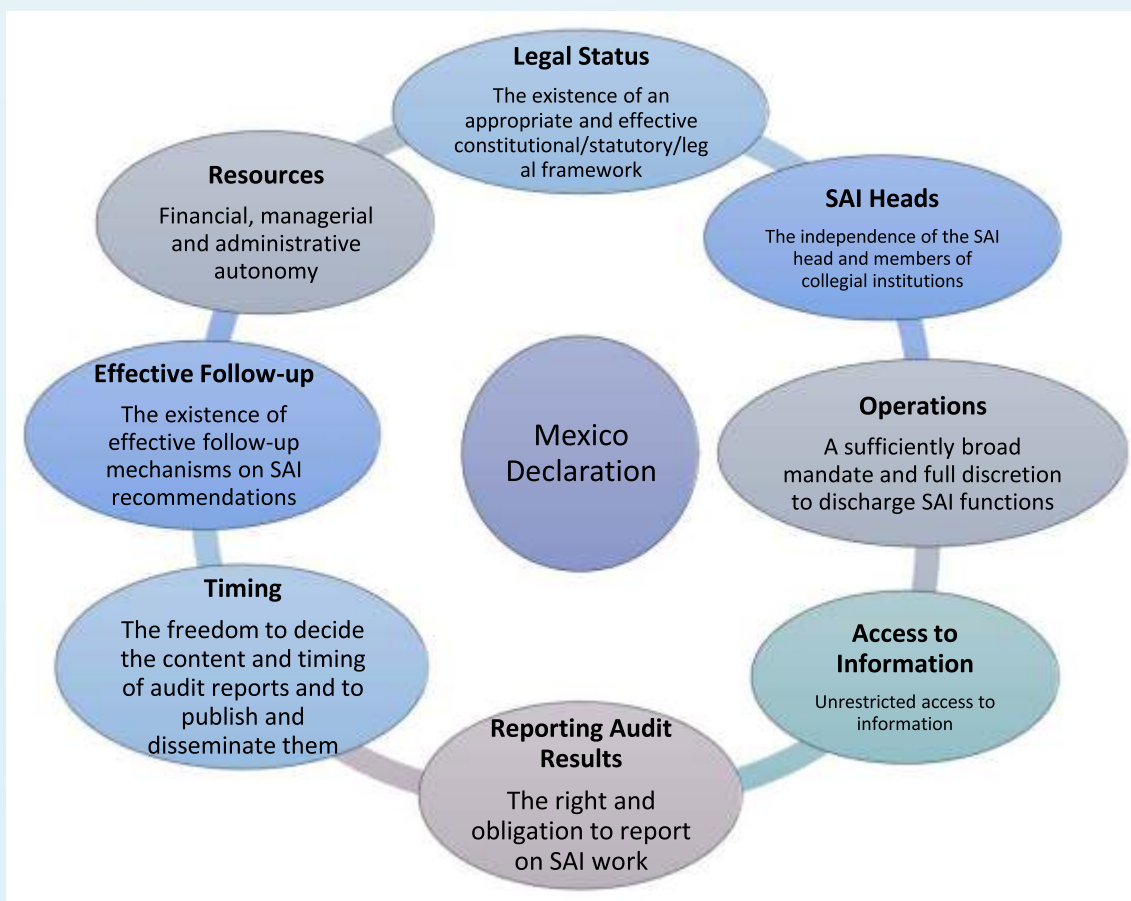 Legal Status
The existence of an
appropriate and effective
constitutional/statutory/leg
al framework
SAI Heads
The independence of the SAI
head and members of
collegial institutions
Operations
A sufficiently broad
mandate and full discretion
to discharge SAI functions
Access to
Information
Unrestricted access to
information
Reporting Audit
Results
The right and
obligation to report
on SAI work
Timing
The freedom to decide
the content and timing
of audit reports and to
publish and
disseminate them
Effective Follow-up
The existence of
effective follow-up
mechanisms on SAI
recommendations
Resources
Financial, managerial
and administrative
autonomy
Mexico
Declaration